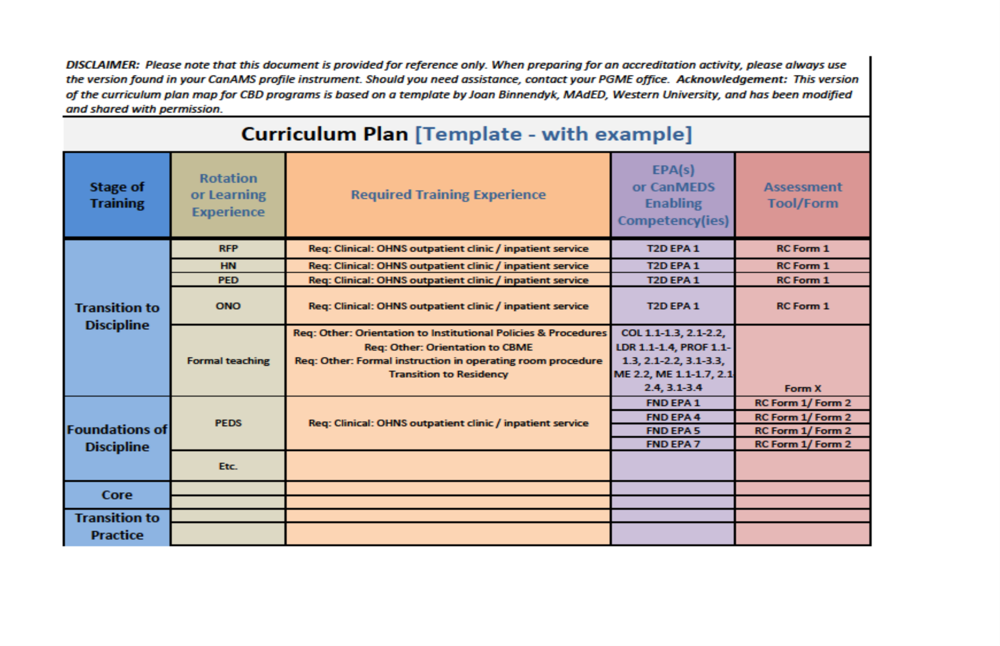 DISCLAIMER: Please note that this document is provided for reference only. When preparing for an accreditation activity, please always use
the version found in your CanAMS profile instrument. Should you need assistance, contact your PGME office. Acknowledgement: This version
of the curriculum plan map for CBD programs is based on a template by Joan Binnendyk, MAdED, Western University, and has been modified
and shared with permission.
Curriculum Plan [Template - with example]
Stage of
Training
Rotation
or Learning
Experience
Required Training Experience
EPA(s)
or CanMEDS
Enabling
Competency(ies)
Assessment
Tool/Form
Transition to
Discipline
RFP
Req: Clinical: OHNS outpatient clinic / inpatient service
T2D EPA 1
RC Form 1
HN
Req: Clinical: OHNS outpatient clinic / inpatient service
T2D EPA 1
RC Form 1
PED
Req: Clinical: OHNS outpatient clinic / inpatient service
T2D EPA 1
RC Form 1
ONO
Req: Clinical: OHNS outpatient clinic / inpatient service
T2D EPA 1
RC Form 1
Formal teaching
Req: Other: Orientation to Institutional Policies & Procedures
Req: Other: Orientation to CBME
Req: Other: Formal instruction in operating room procedure
Transition to Residency
COL 1.1-1.3, 2.1-2.2,
LDR 1.1-1.4, PROF 1.1-
1.3, 2.1-2.2, 3.1-3.3,
ME 2.2, ME 1.1-1.7, 2.1-
2.4, 3.1-3.4
Form X
Foundations of
Discipline
PEDS
Req: Clinical: OHNS outpatient clinic / inpatient service
FND EPA 1
RC Form 1/ Form 2
FND EPA 4
RC Form 1/ Form 2
FND EPA 5
RC Form 1/ Form 2
FND EPA 7
RC Form 1/ Form 2
Etc.
Core
Transition to
Practice